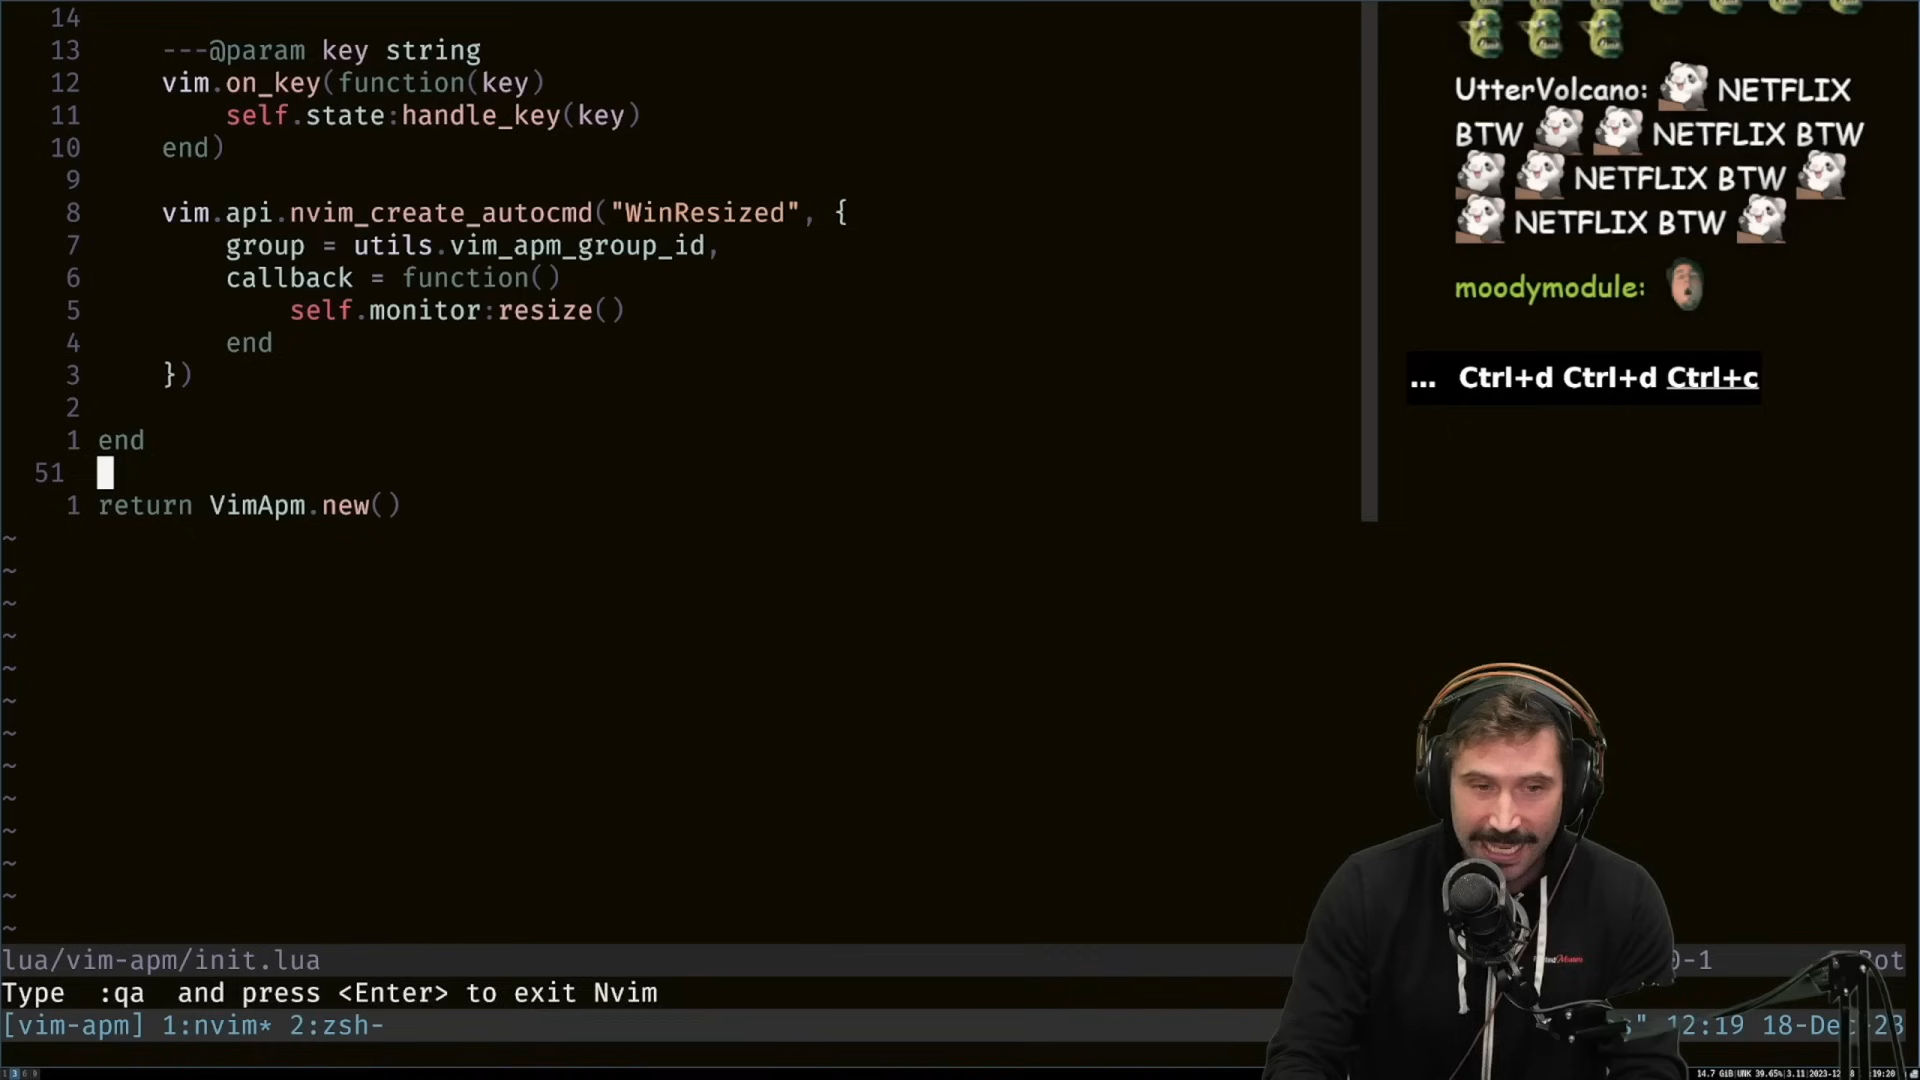 14
13 ---@param key string
12 vim.on_key(function(key)
11 self.state:handle_key(key)
10 end)
9
8 vim.api.nvim_create_autocmd("WinResized", {
7 group = utils.vim_apm_group_id,
6 callback = function()
5 self.monitor:resize()
4 end
3 })
2
1 end
51
1 return VimApm.new()
~
~
~
~
~
~
~
~
~
~
~
~
~
lua/vim-apm/init.lua
-1 Bot
Type :qa and press <Enter> to exit Nvim
[vim-apm] 1:nvim* 2:zsh-
12:19 18-Dec-23
UtterVolcano: NETFLIX
BTW NETFLIX BTW
NETFLIX BTW
NETFLIX BTW
moodymodule:
... Ctrl+d Ctrl+d Ctrl+c